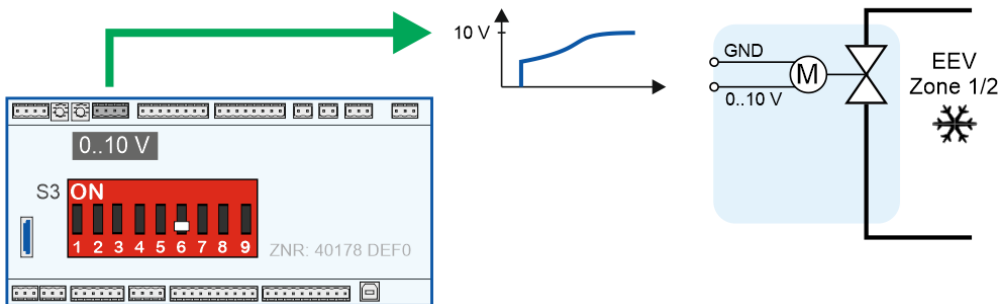 10 V
GND
M
0..10 V
EEV
Zone 1/2
0..10 V
S3
ON
1 2 3 4 5 6 7 8 9
ZNR: 40178 DEF0